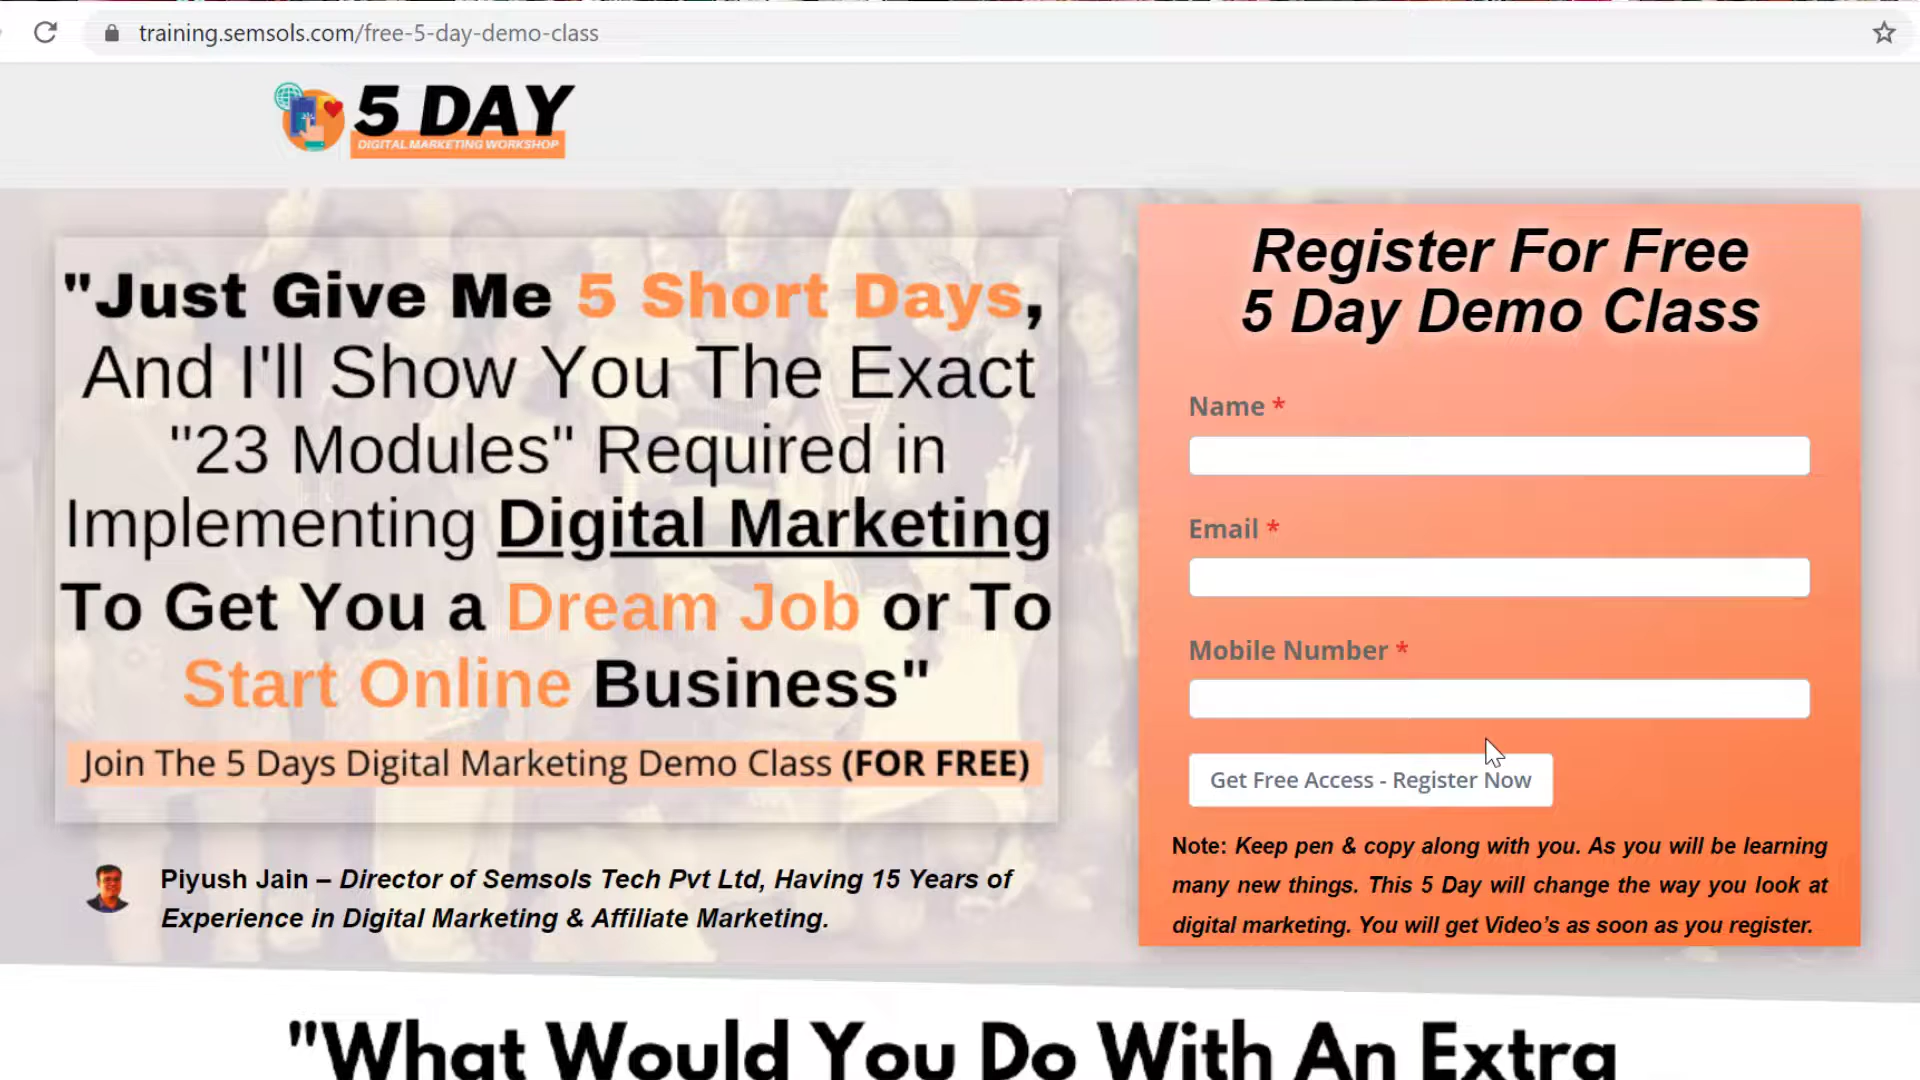 training.semsols.com/free-5-day-demo-class
5 DAY
DIGITAL MARKETING WORKSHOP
"Just Give Me 5 Short Days,
And I'll Show You The Exact
"23 Modules" Required in
Implementing Digital Marketing
To Get You a Dream Job or To
Start Online Business"
Join The 5 Days Digital Marketing Demo Class (FOR FREE)
Piyush Jain – Director of Semsols Tech Pvt Ltd, Having 15 Years of
Experience in Digital Marketing & Affiliate Marketing.
Register For Free
5 Day Demo Class
Name *
Email *
Mobile Number *
Get Free Access - Register Now
Note: Keep pen & copy along with you. As you will be learning
many new things. This 5 Day will change the way you look at
digital marketing. You will get Video's as soon as you register.
"What Would You Do With An Extra